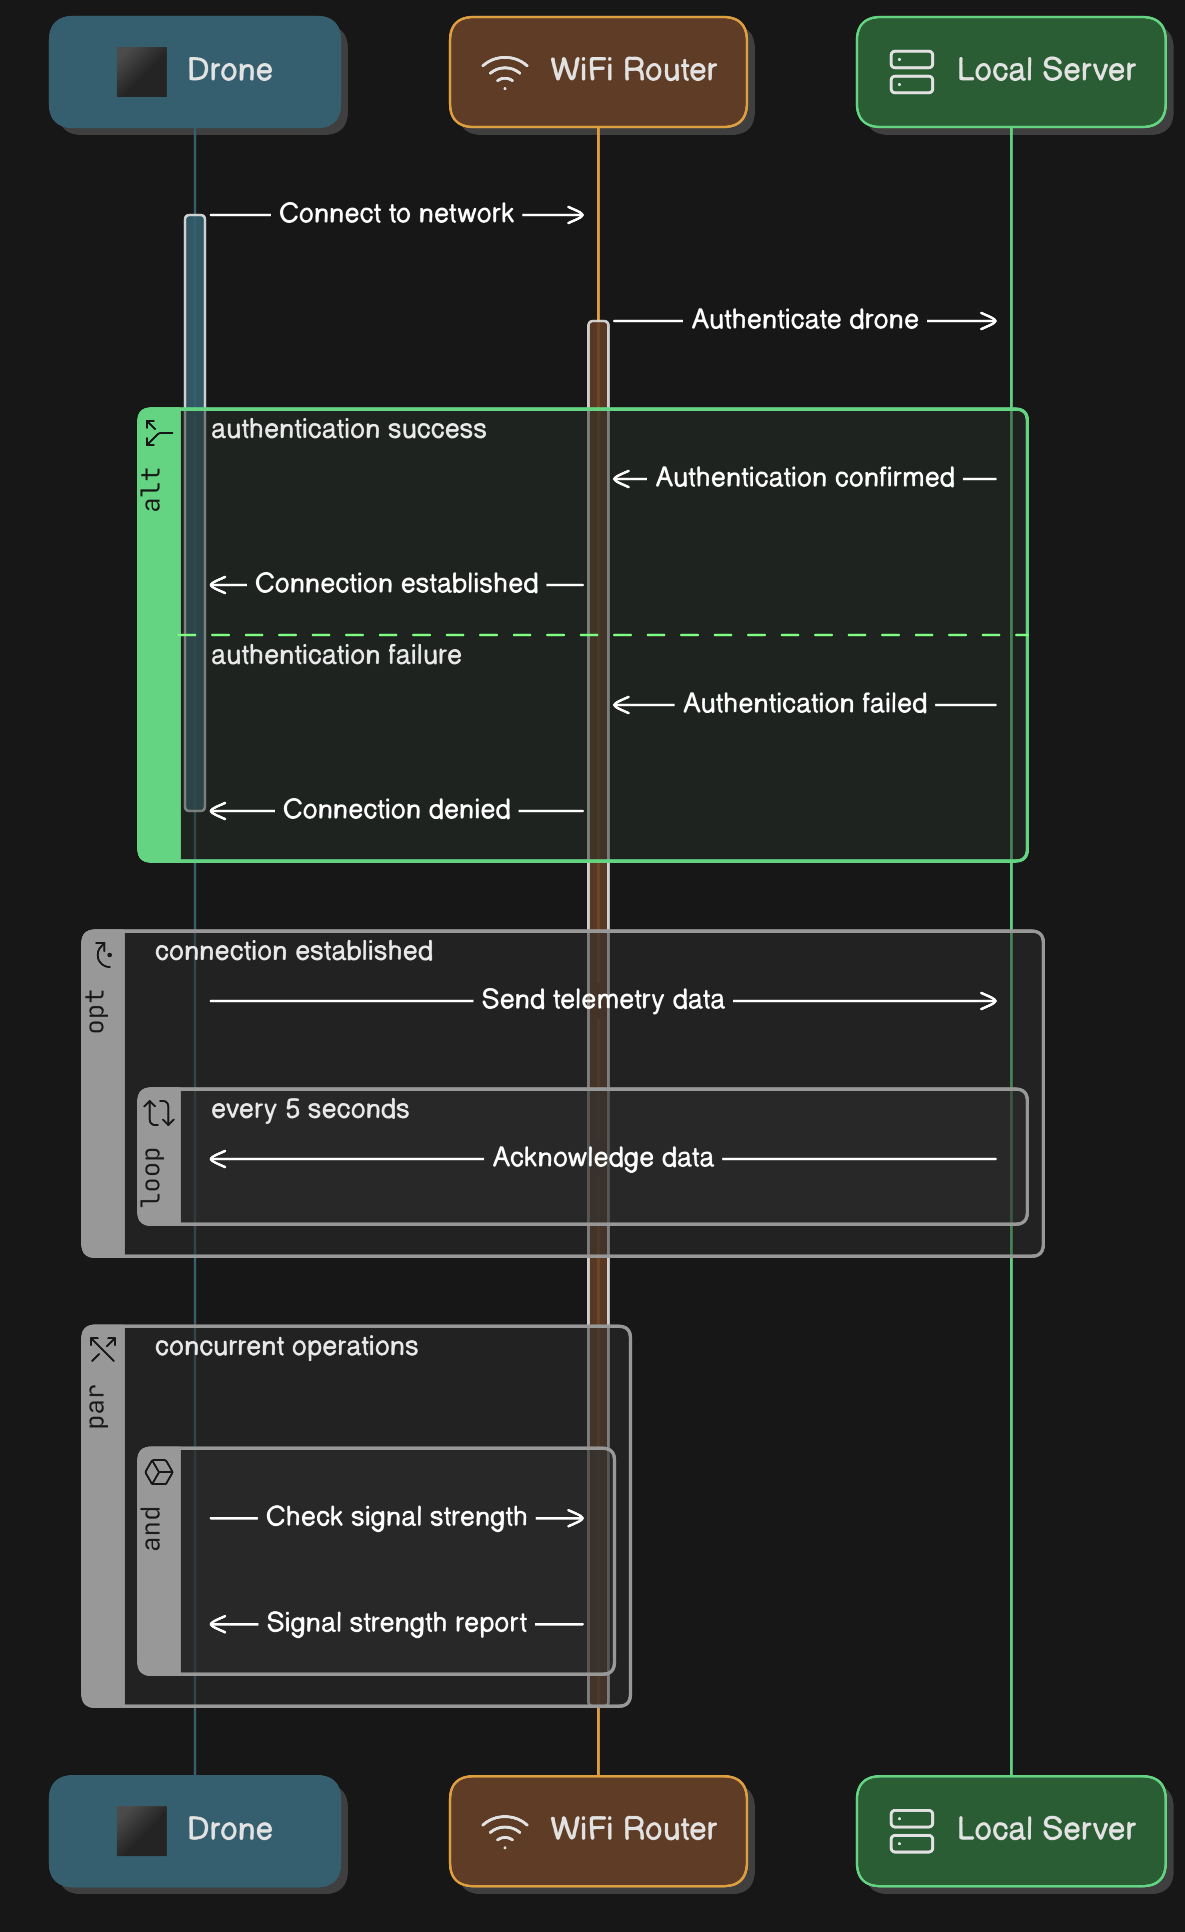 Drone
WiFi Router
Local Server
Connect to network
Authenticate drone
alt
authentication success
Authentication confirmed
Connection established
authentication failure
Authentication failed
Connection denied
opt
connection established
Send telemetry data
loop
every 5 seconds
Acknowledge data
par
concurrent operations
and
Check signal strength
Signal strength report
Drone
WiFi Router
Local Server